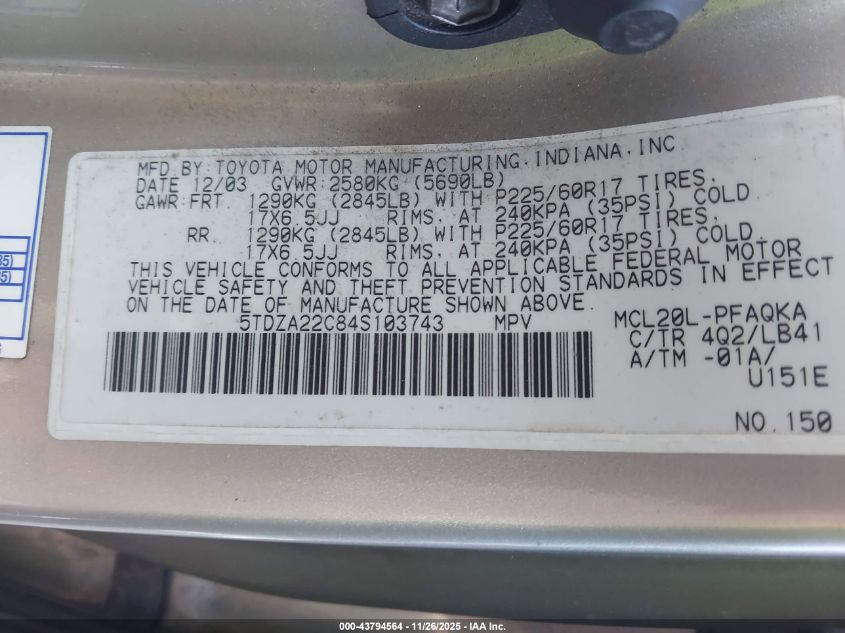 MFD.BY:TOYOTA MOTOR MANUFACTURING.INDIANA.INC
DATE 12/03 GVWR:2580KG (5690LB)
GAWR:FRT 1290KG (2845LB) WITH P225/60R17 TIRES.
17X6.5JJ RIMS. AT 240KPA (35PSI) COLD
RR. 1290KG (2845LB) WITH P225/60R17 TIRES.
17X6.5JJ RIMS. AT 240KPA (35PSI) COLD.
THIS VEHICLE CONFORMS TO ALL APPLICABLE FEDERAL MOTOR
VEHICLE SAFETY AND THEFT PREVENTION STANDARDS IN EFFECT
ON THE DATE OF MANUFACTURE SHOWN ABOVE.
5TDZA22C84S103743 MPV
MCL20L-PFAQKA
C/TR 4Q2/LB41
A/TM -01A/
U151E
NO.150
000-43794564 - 11/26/2025 - IAA Inc.